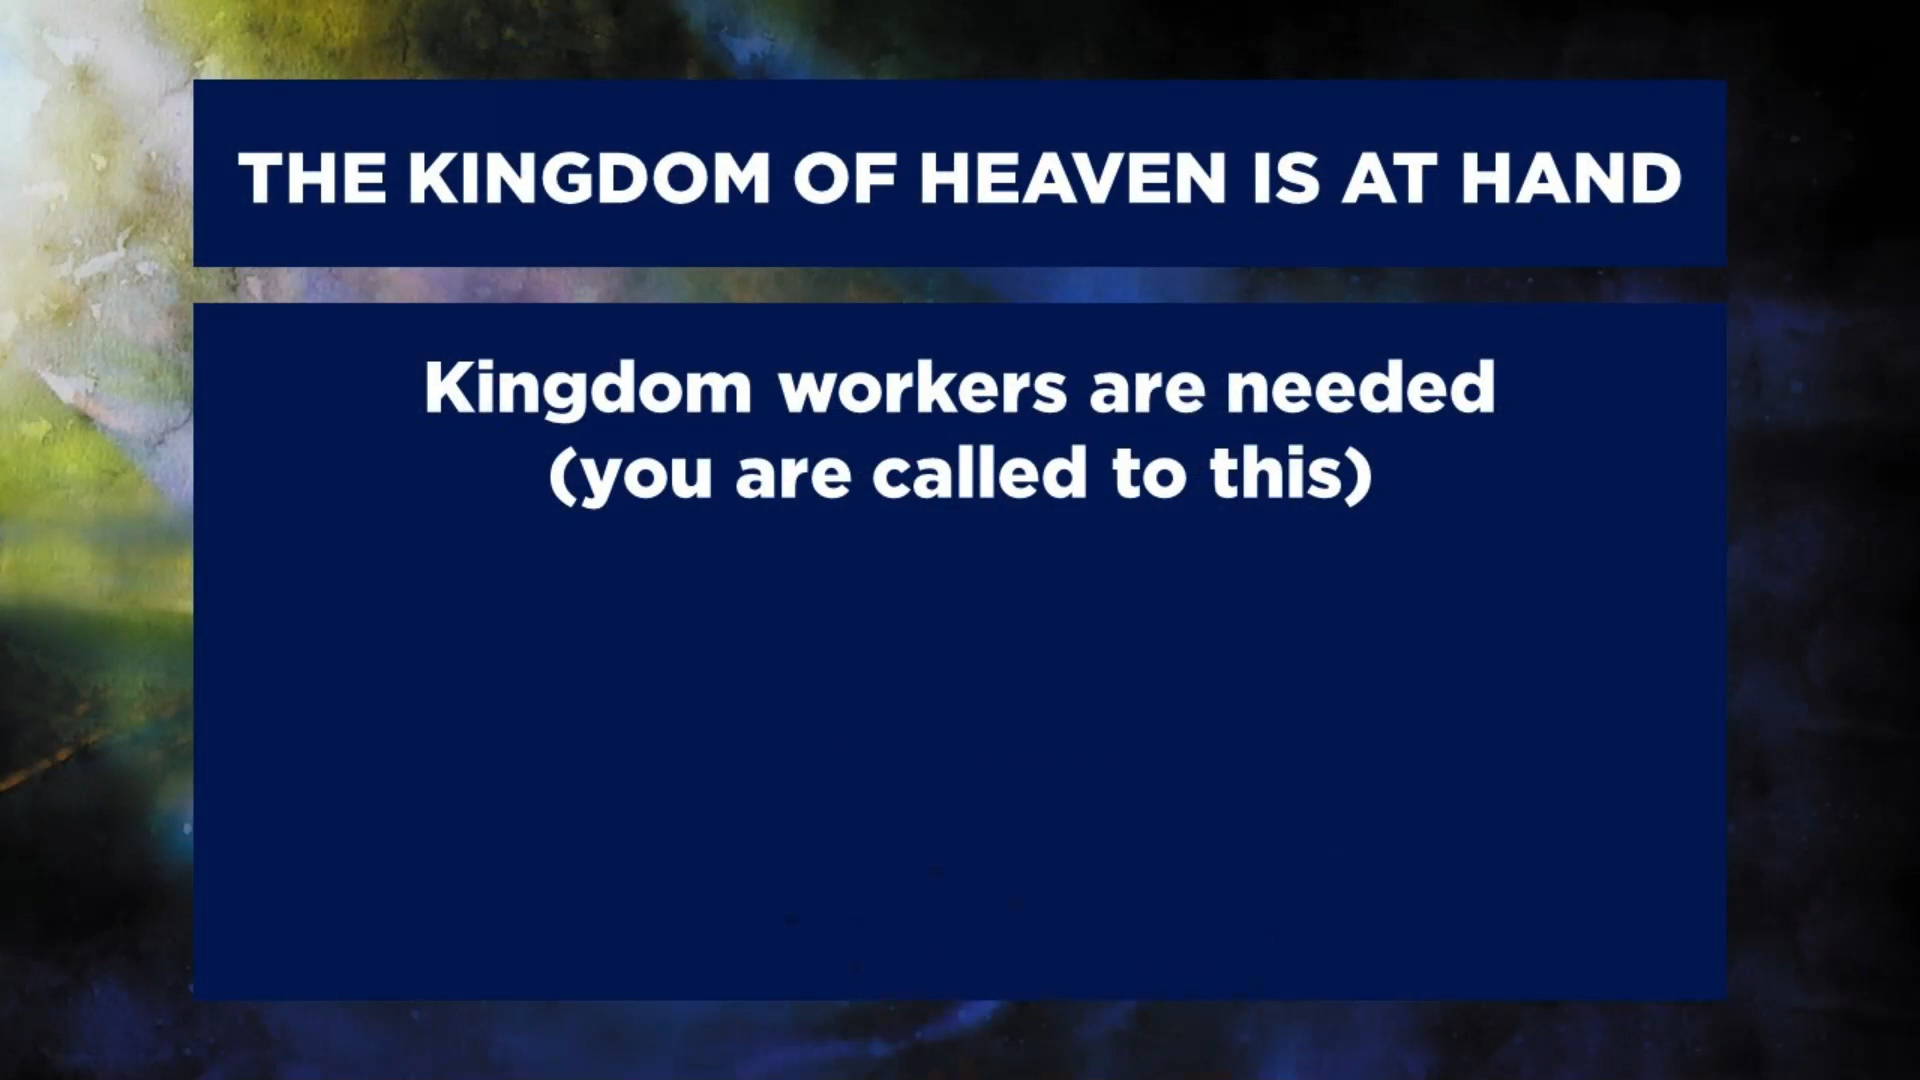 THE KINGDOM OF HEAVEN IS AT HAND
Kingdom workers are needed
(you are called to this)